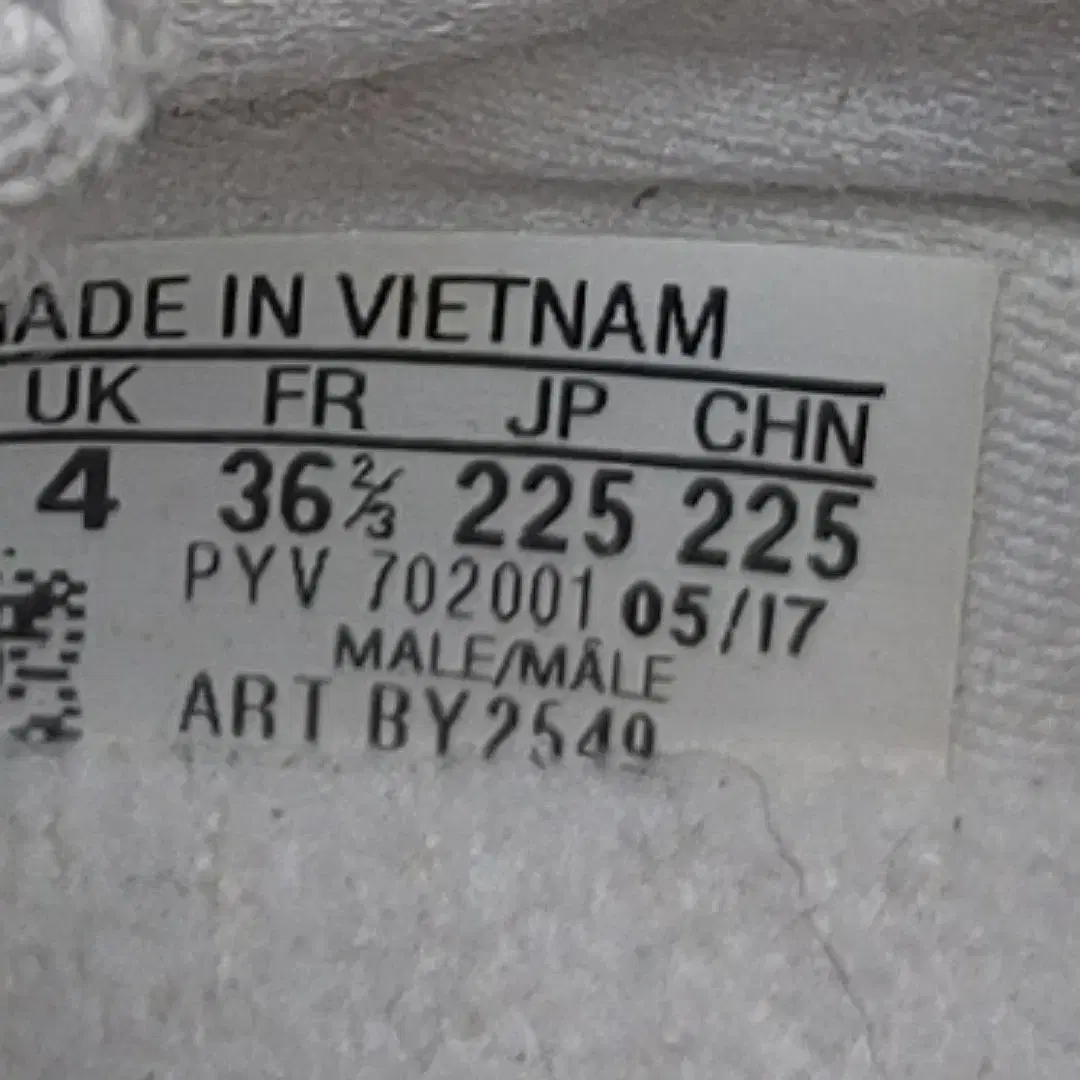 MADE IN VIETNAM
UK FR JP CHN
4 36⅔ 225 225
PYV 702001 05/17
MALE/MÂLE
ART BY2549